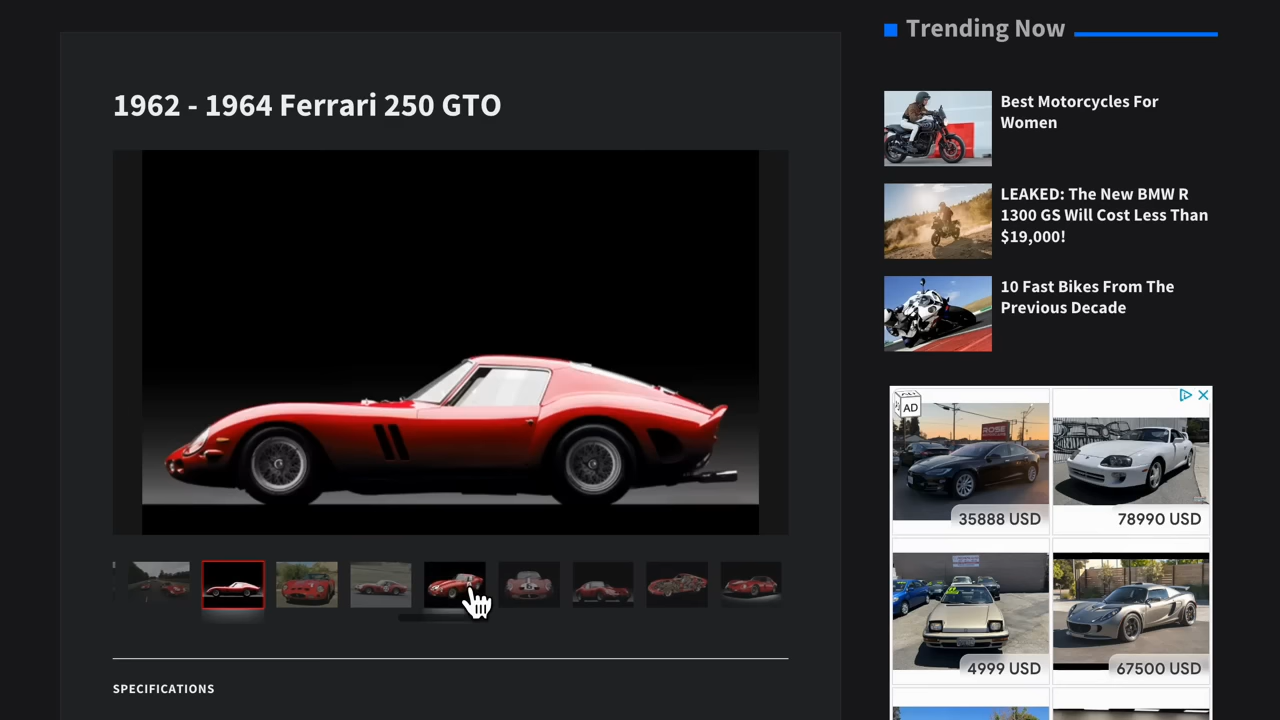 1962 - 1964 Ferrari 250 GTO
SPECIFICATIONS
Trending Now
Best Motorcycles For
Women
LEAKED: The New BMW R
1300 GS Will Cost Less Than
$19,000!
10 Fast Bikes From The
Previous Decade
AD
ROSE
35888 USD
78990 USD
4999 USD
67500 USD